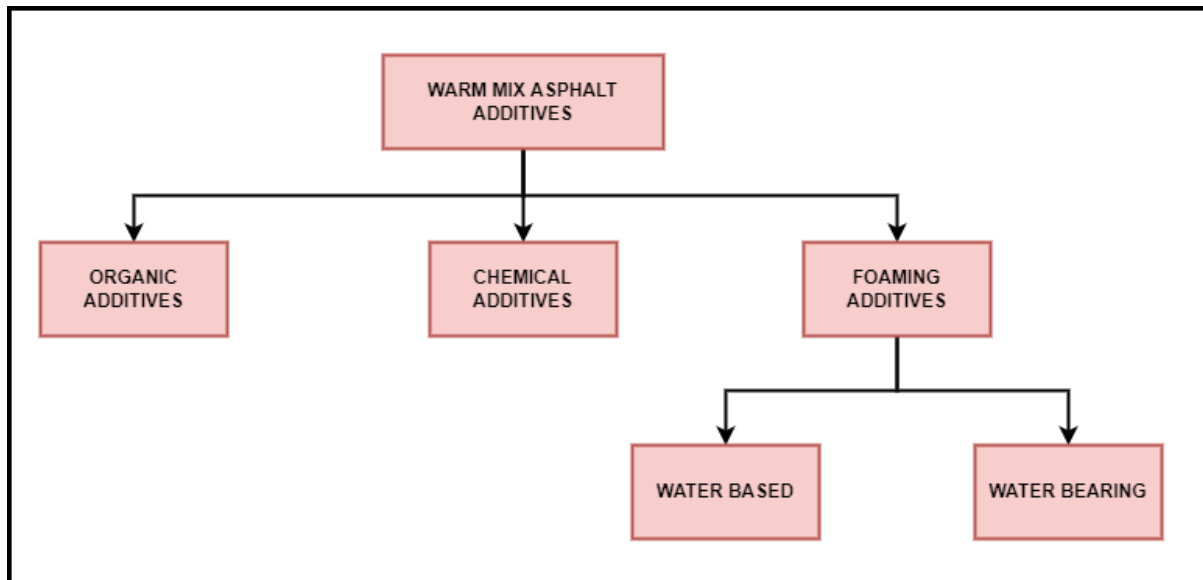 WARM MIX ASPHALT
ADDITIVES
ORGANIC
ADDITIVES
CHEMICAL
ADDITIVES
FOAMING
ADDITIVES
WATER BASED
WATER BEARING